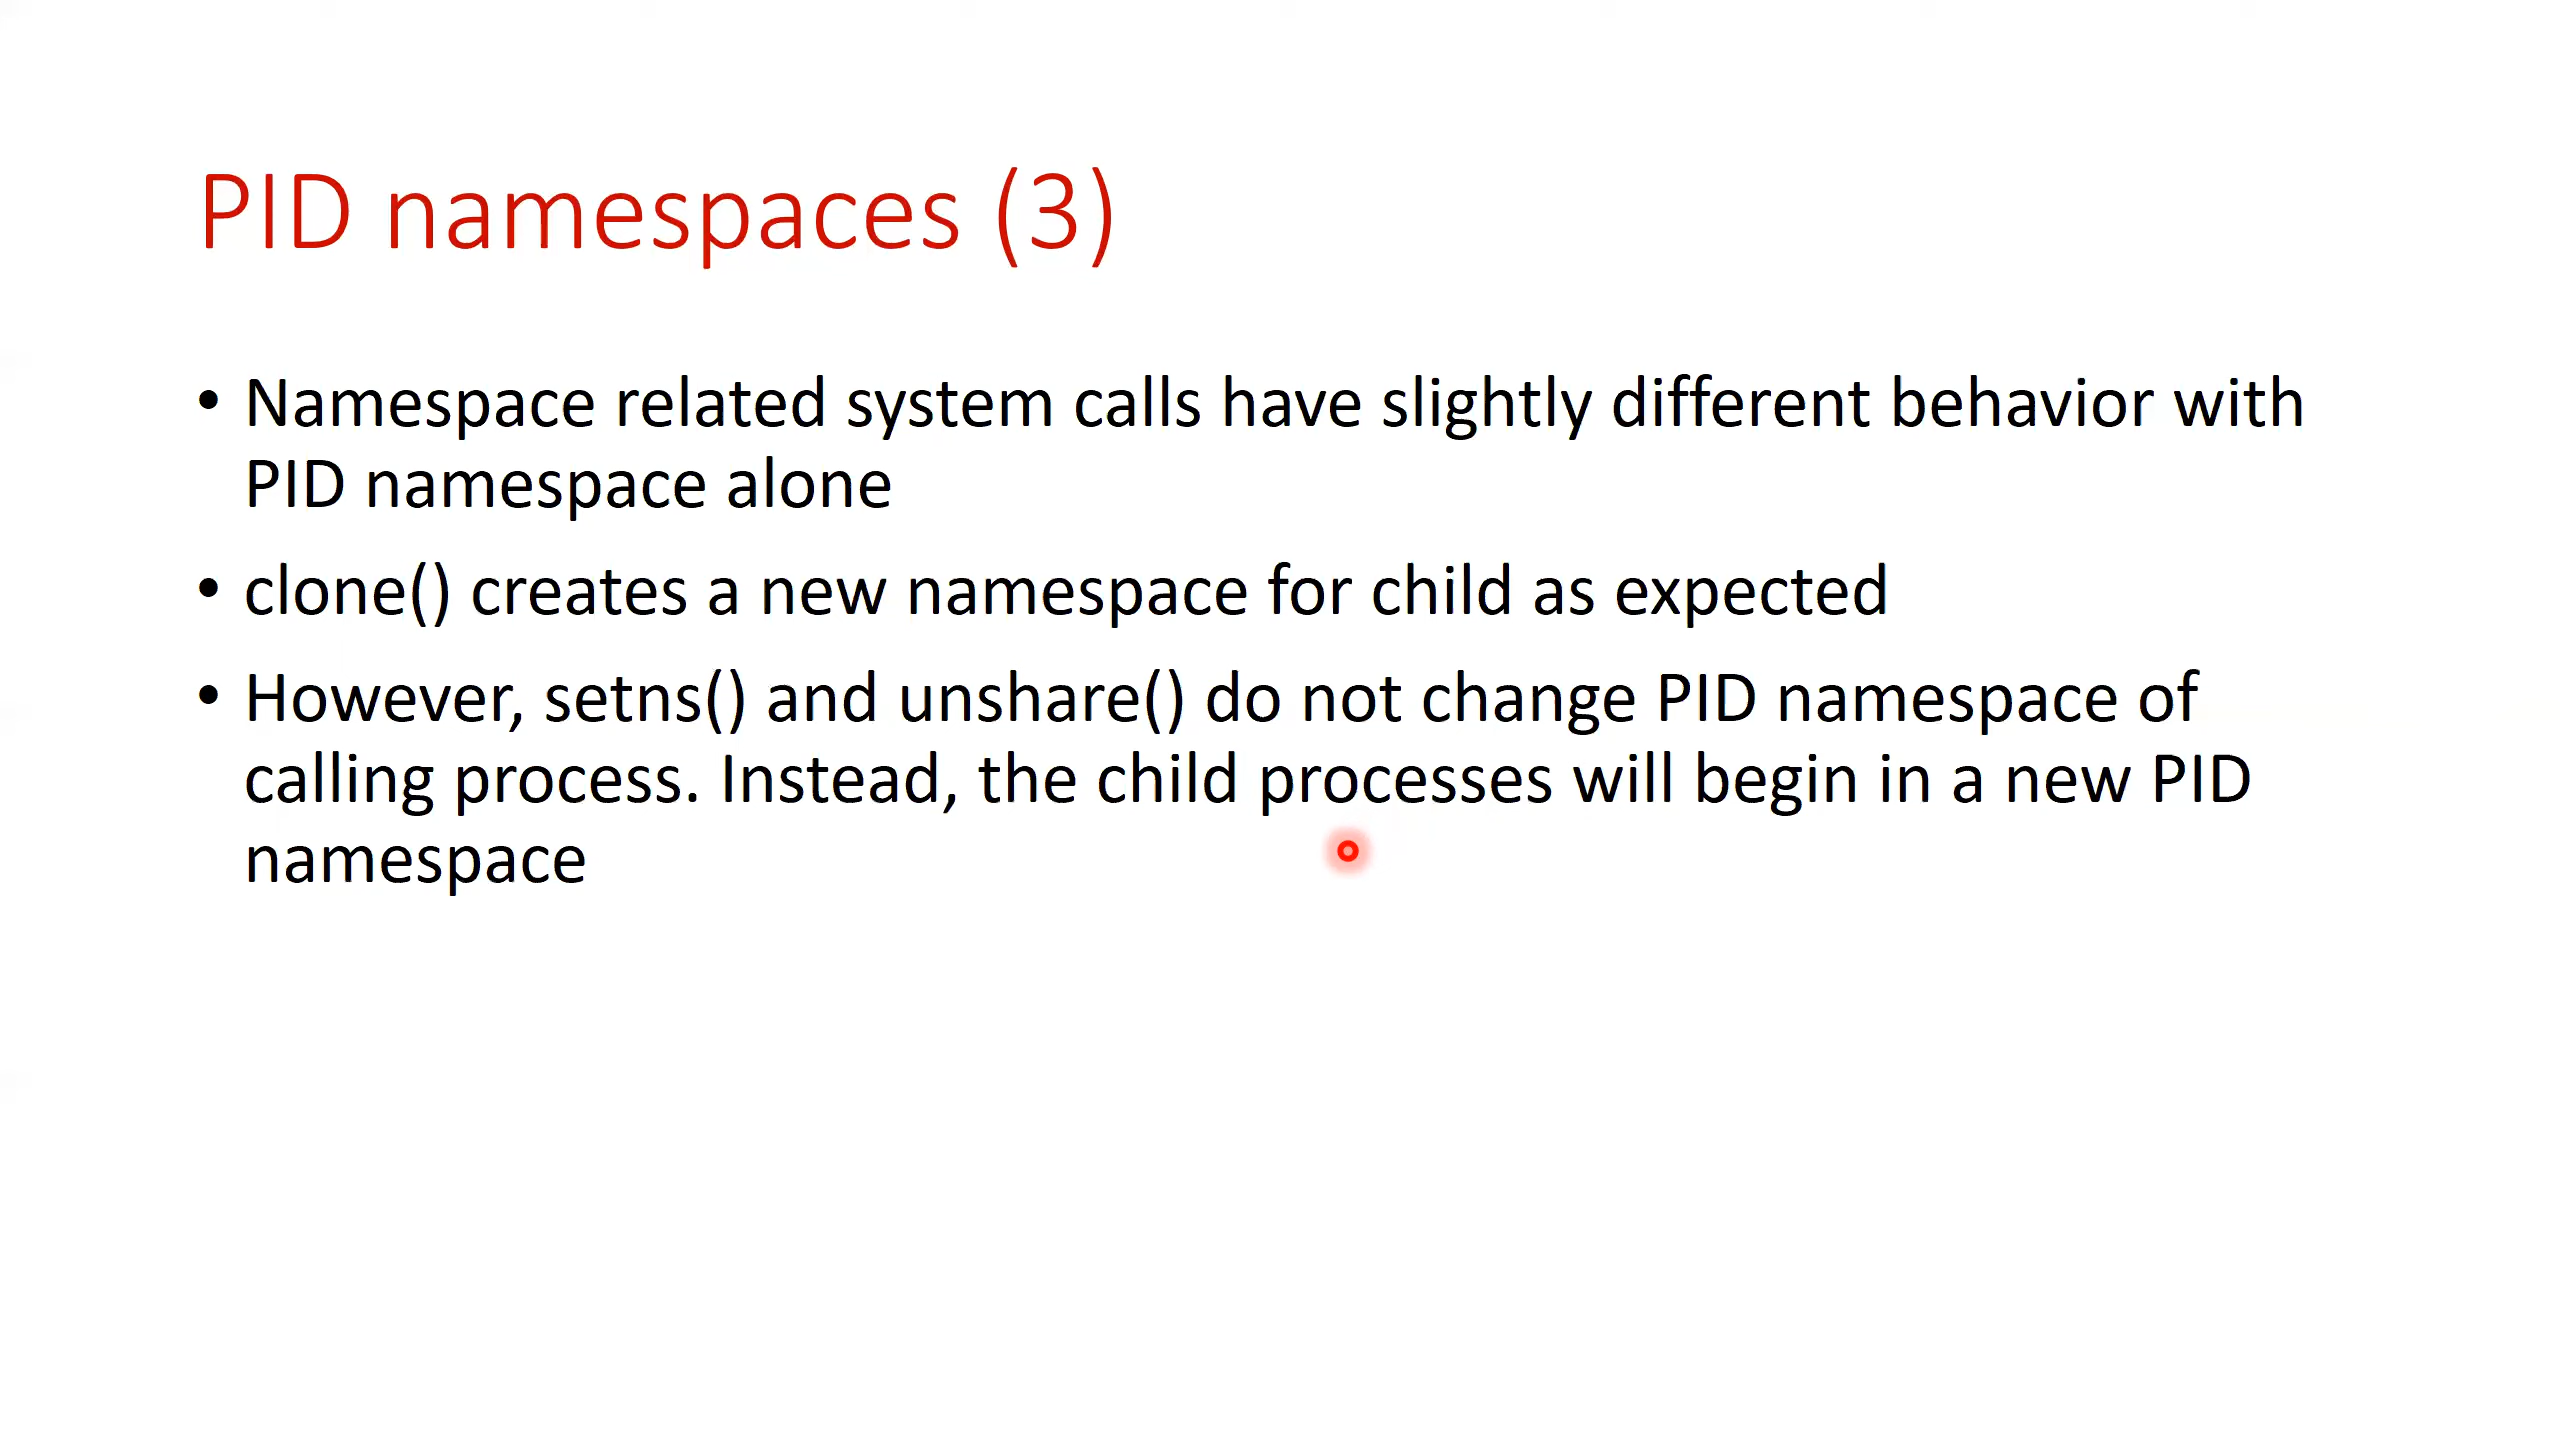 PID namespaces (3)
• Namespace related system calls have slightly different behavior with
PID namespace alone
• clone() creates a new namespace for child as expected
• However, setns() and unshare() do not change PID namespace of
calling process. Instead, the child processes will begin in a new PID
namespace